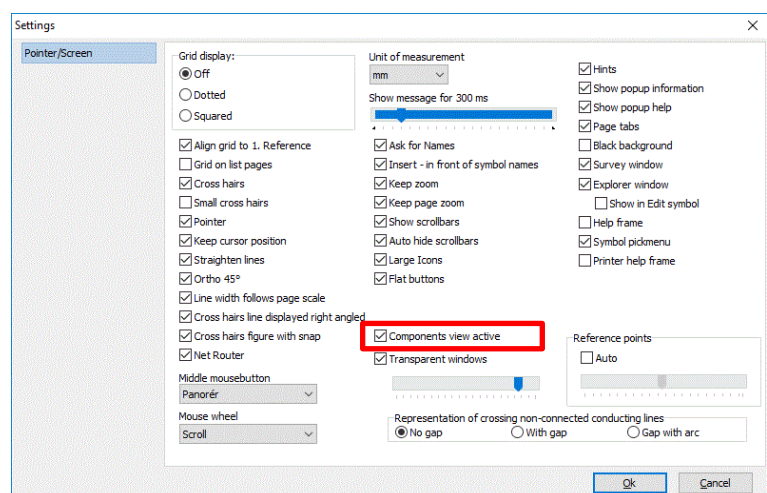 Settings
Pointer/Screen
Grid display:
Off
Dotted
Squared
Align grid to 1. Reference
Grid on list pages
Cross hairs
Small cross hairs
Pointer
Keep cursor position
Straighten lines
Ortho 45°
Line width follows page scale
Cross hairs line displayed right angled
Cross hairs figure with snap
Net Router
Middle mousebutton
Panorér
Mouse wheel
Scroll
Unit of measurement
mm
Show message for 300 ms
Ask for Names
Insert - in front of symbol names
Keep zoom
Keep page zoom
Show scrollbars
Auto hide scrollbars
Large Icons
Flat buttons
Components view active
Transparent windows
Hints
Show popup information
Show popup help
Page tabs
Black background
Survey window
Explorer window
Show in Edit symbol
Help frame
Symbol pickmenu
Printer help frame
Reference points
Auto
Representation of crossing non-connected conducting lines
No gap
With gap
Gap with arc
Ok
Cancel